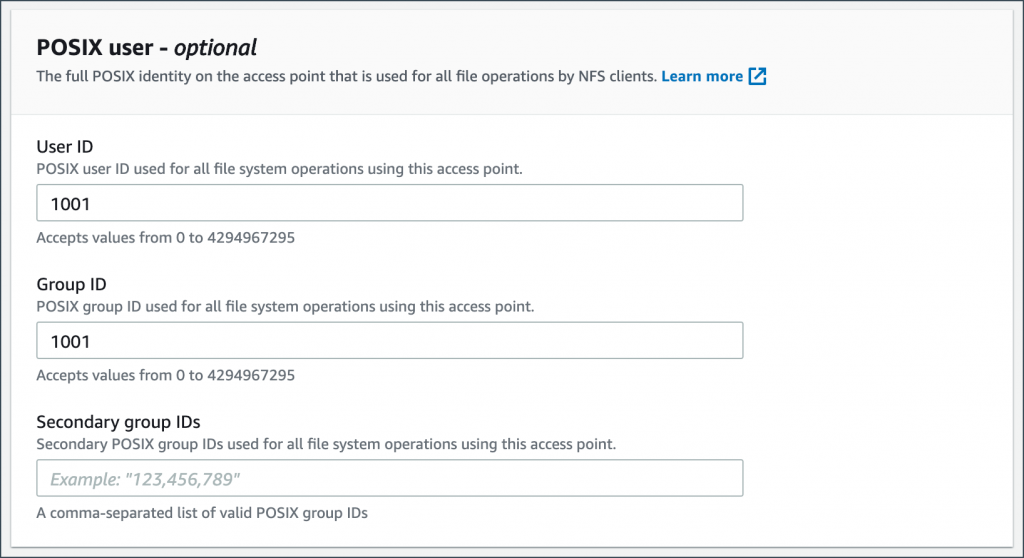 POSIX user - optional
The full POSIX identity on the access point that is used for all file operations by NFS clients. Learn more
User ID
POSIX user ID used for all file system operations using this access point.
1001
Accepts values from 0 to 4294967295
Group ID
POSIX group ID used for all file system operations using this access point.
1001
Accepts values from 0 to 4294967295
Secondary group IDs
Secondary POSIX group IDs used for all file system operations using this access point.
Example: "123,456,789"
A comma-separated list of valid POSIX group IDs